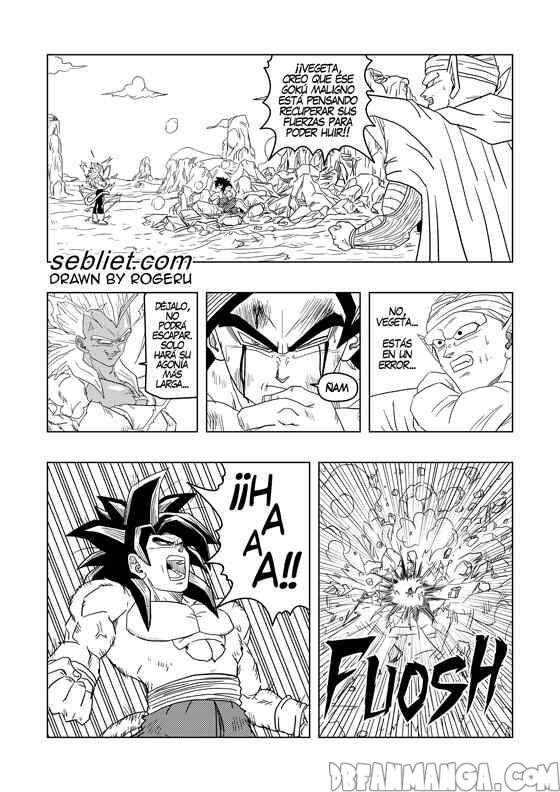 ¡¡VEGETA,
CREO QUE ÉSE
GOKÚ MALIGNO
ESTÁ PENSANDO
RECUPERAR SUS
FUERZAS PARA
PODER HUIR!!
sebliet.com
DRAWN BY ROGERU
DÉJALO,
NO
PODRÁ
ESCAPAR.
SOLO
HARÁ SU
AGONÍA
MÁS
LARGA...
ÑAM
NO,
VEGETA...
ESTÁS
EN UN
ERROR...
¡¡HAAA!!
FUOSH
DBFANMANGA.COM